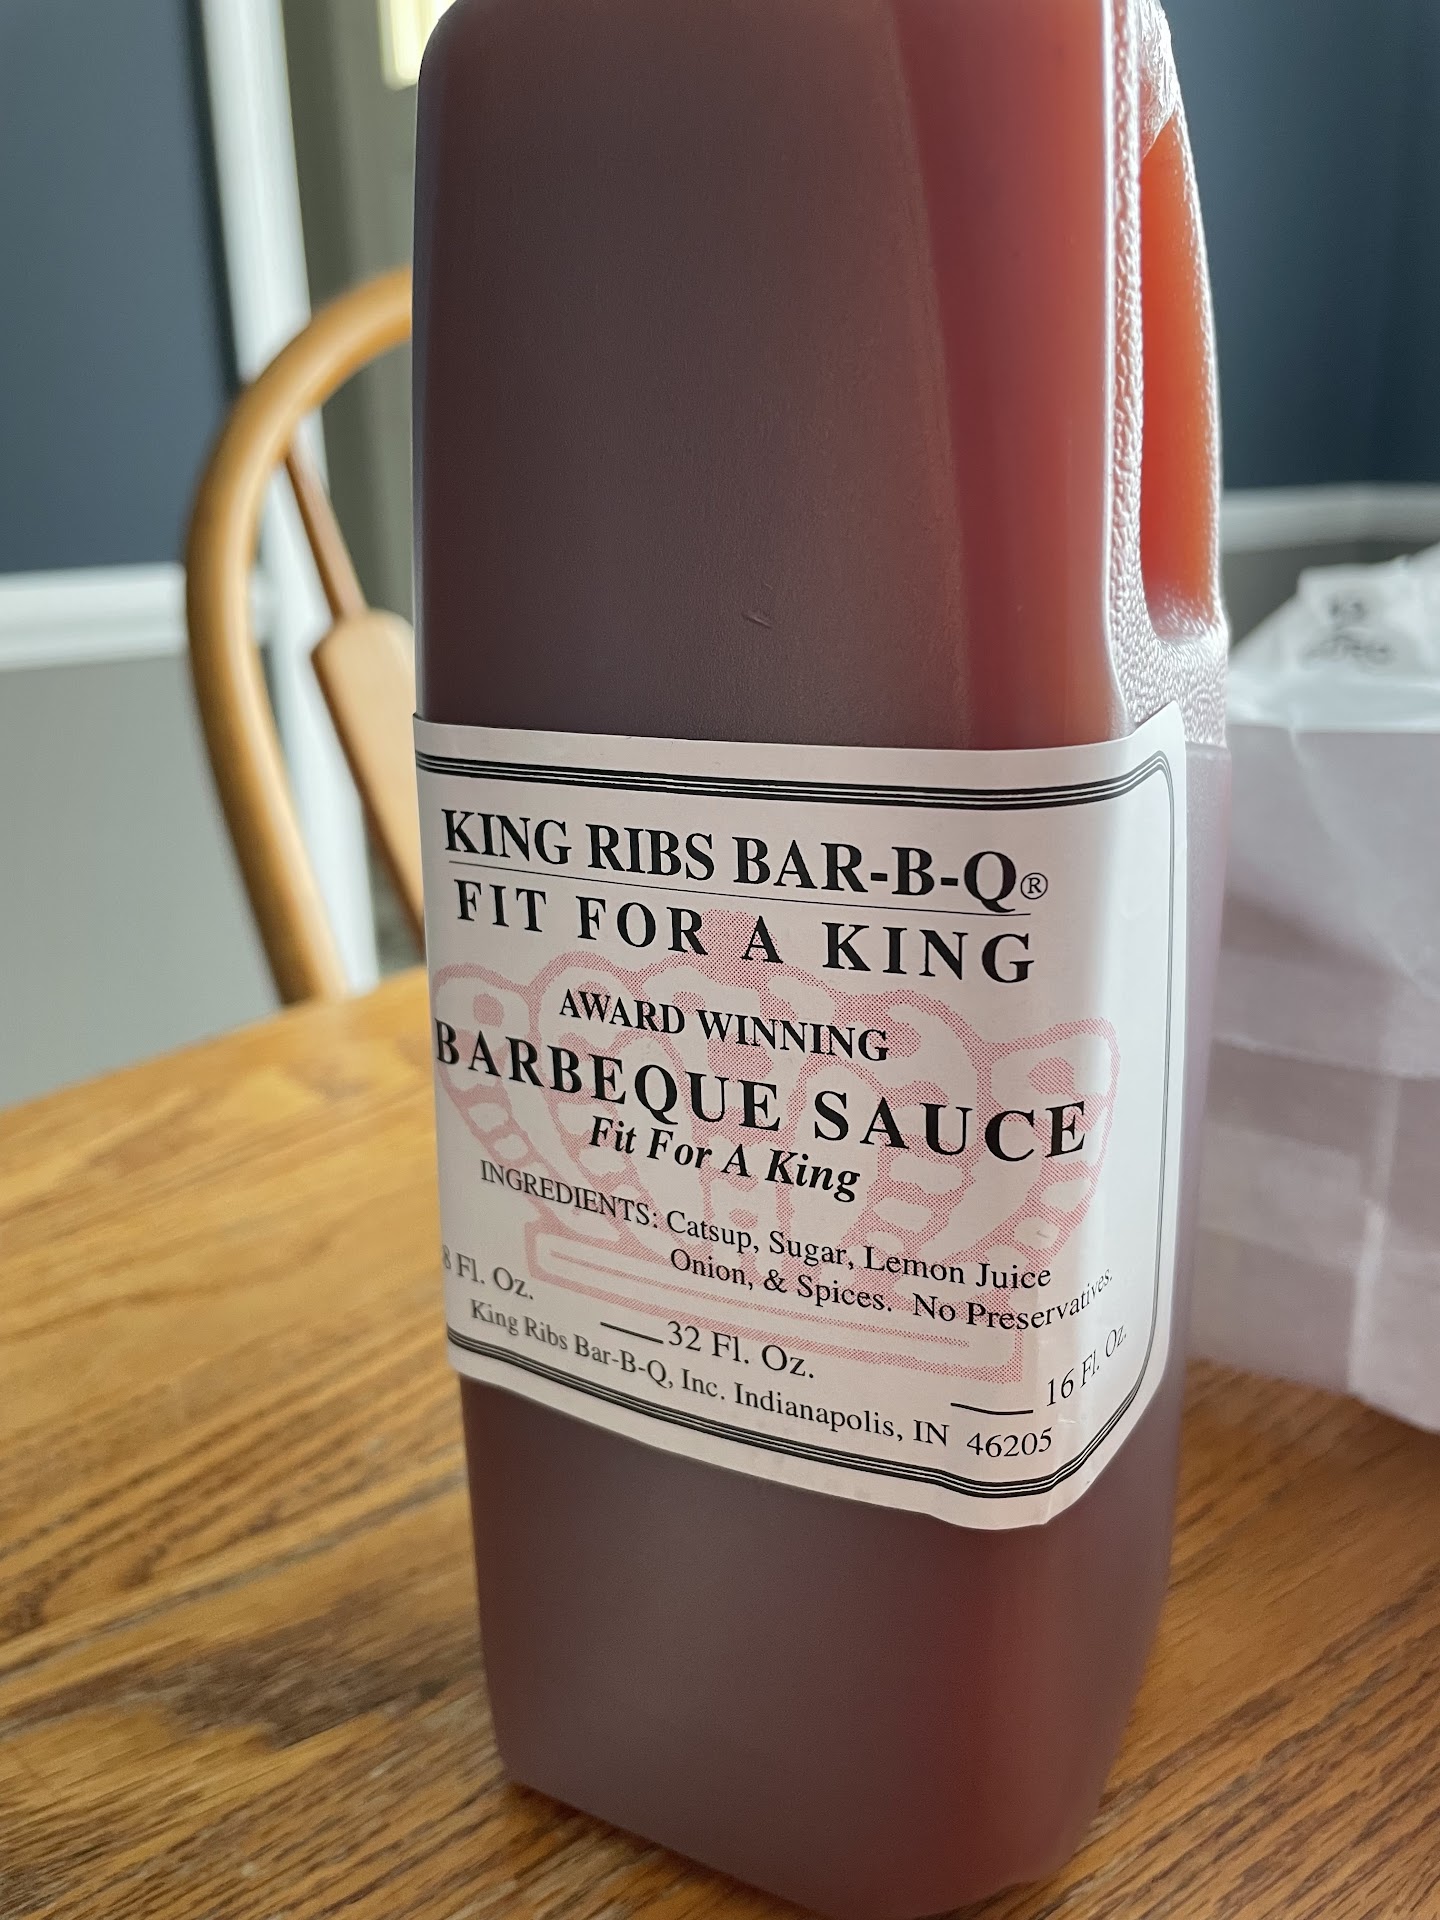 KING RIBS BAR-B-Q®
FIT FOR A KING
AWARD WINNING
BARBEQUE SAUCE
Fit For A King
INGREDIENTS: Catsup, Sugar, Lemon Juice
Onion, & Spices. No Preservatives.
8 Fl. Oz.
32 Fl. Oz.
16 Fl. Oz.
King Ribs Bar-B-Q, Inc. Indianapolis, IN 46205